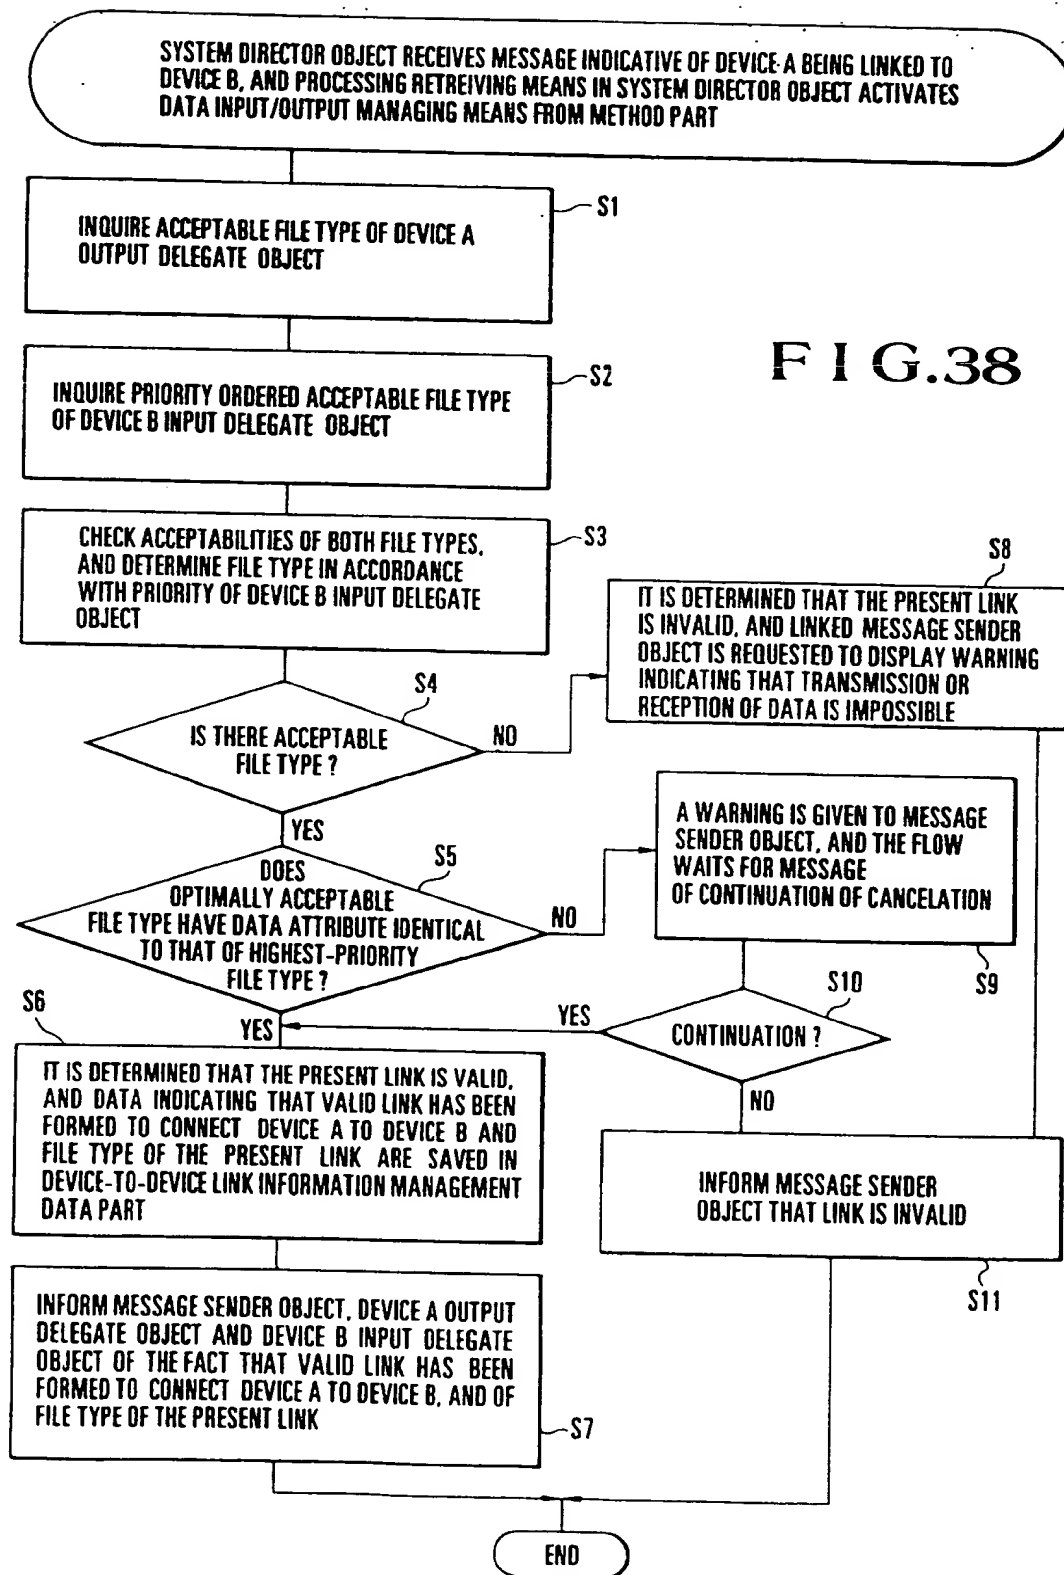 SYSTEM DIRECTOR OBJECT RECEIVES MESSAGE INDICATIVE OF DEVICE A BEING LINKED TO
DEVICE B, AND PROCESSING RETREIVING MEANS IN SYSTEM DIRECTOR OBJECT ACTIVATES
DATA INPUT/OUTPUT MANAGING MEANS FROM METHOD PART
S1
INQUIRE ACCEPTABLE FILE TYPE OF DEVICE A
OUTPUT DELEGATE OBJECT
FIG.38
S2
INQUIRE PRIORITY ORDERED ACCEPTABLE FILE TYPE
OF DEVICE B INPUT DELEGATE OBJECT
S3
CHECK ACCEPTABILITIES OF BOTH FILE TYPES,
AND DETERMINE FILE TYPE IN ACCORDANCE
WITH PRIORITY OF DEVICE B INPUT DELEGATE
OBJECT
S8
IT IS DETERMINED THAT THE PRESENT LINK
IS INVALID, AND LINKED MESSAGE SENDER
OBJECT IS REQUESTED TO DISPLAY WARNING
INDICATING THAT TRANSMISSION OR
RECEPTION OF DATA IS IMPOSSIBLE
S4
IS THERE ACCEPTABLE
FILE TYPE ?
NO
YES
S5
DOES
OPTIMALLY ACCEPTABLE
FILE TYPE HAVE DATA ATTRIBUTE IDENTICAL
TO THAT OF HIGHEST-PRIORITY
FILE TYPE ?
NO
YES
A WARNING IS GIVEN TO MESSAGE
SENDER OBJECT, AND THE FLOW
WAITS FOR MESSAGE
OF CONTINUATION OF CANCELATION
S9
S10
CONTINUATION ?
YES
NO
S6
IT IS DETERMINED THAT THE PRESENT LINK IS VALID,
AND DATA INDICATING THAT VALID LINK HAS BEEN
FORMED TO CONNECT DEVICE A TO DEVICE B AND
FILE TYPE OF THE PRESENT LINK ARE SAVED IN
DEVICE-TO-DEVICE LINK INFORMATION MANAGEMENT
DATA PART
INFORM MESSAGE SENDER
OBJECT THAT LINK IS INVALID
S11
INFORM MESSAGE SENDER OBJECT, DEVICE A OUTPUT
DELEGATE OBJECT AND DEVICE B INPUT DELEGATE
OBJECT OF THE FACT THAT VALID LINK HAS BEEN
FORMED TO CONNECT DEVICE A TO DEVICE B, AND OF
FILE TYPE OF THE PRESENT LINK
S7
END